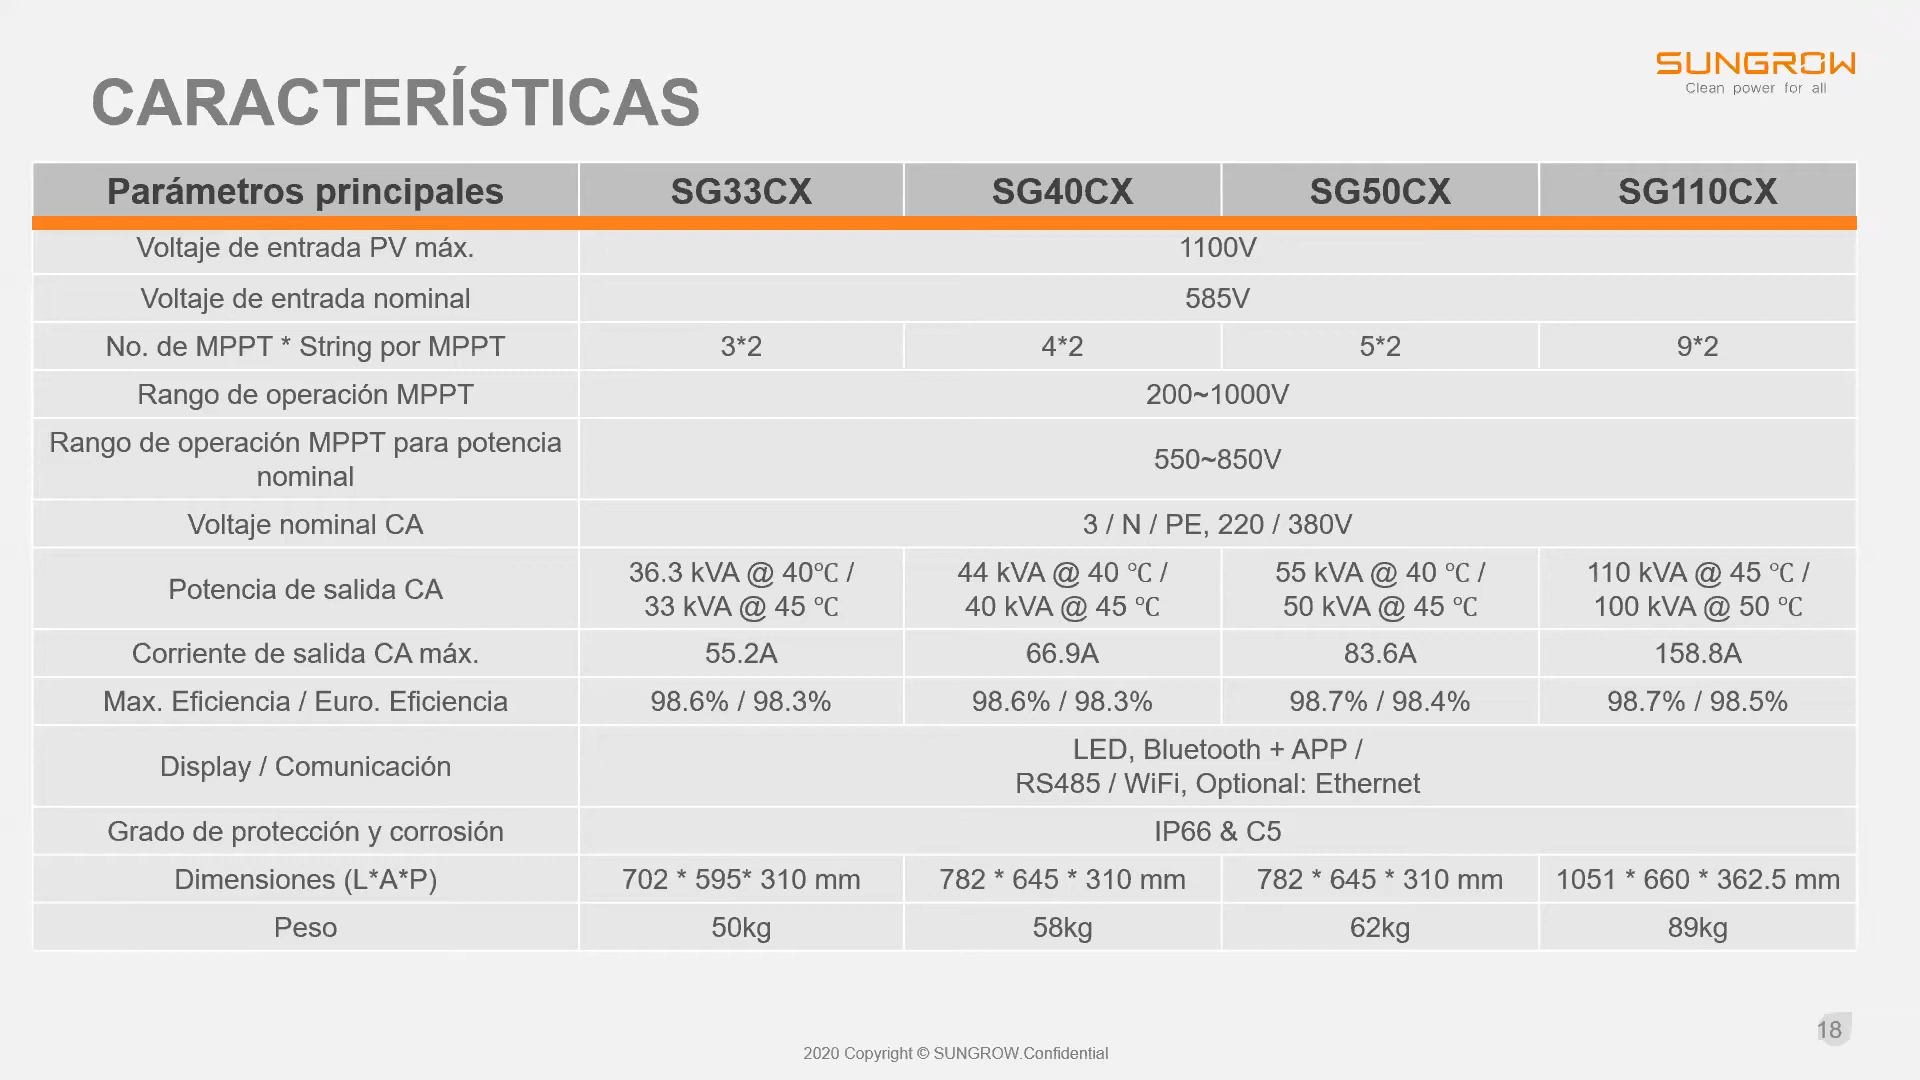 CARACTERÍSTICAS
SUNGROW
Clean power for all
Parámetros principales SG33CX SG40CX SG50CX SG110CX
Voltaje de entrada PV máx. 1100V
Voltaje de entrada nominal 585V
No. de MPPT * String por MPPT 3*2 4*2 5*2 9*2
Rango de operación MPPT 200~1000V
Rango de operación MPPT para potencia
nominal
550~850V
Voltaje nominal CA 3 / N / PE, 220 / 380V
Potencia de salida CA
36.3 kVA @ 40℃ /
33 kVA @ 45 ℃
44 kVA @ 40 ℃ /
40 kVA @ 45 ℃
55 kVA @ 40 ℃ /
50 kVA @ 45 ℃
110 kVA @ 45 ℃ /
100 kVA @ 50 ℃
Corriente de salida CA máx. 55.2A 66.9A 83.6A 158.8A
Max. Eficiencia / Euro. Eficiencia 98.6% / 98.3% 98.6% / 98.3% 98.7% / 98.4% 98.7% / 98.5%
Display / Comunicación
LED, Bluetooth + APP /
RS485 / WiFi, Optional: Ethernet
Grado de protección y corrosión IP66 & C5
Dimensiones (L*A*P) 702 * 595* 310 mm 782 * 645 * 310 mm 782 * 645 * 310 mm 1051 * 660 * 362.5 mm
Peso 50kg 58kg 62kg 89kg
18
2020 Copyright © SUNGROW.Confidential